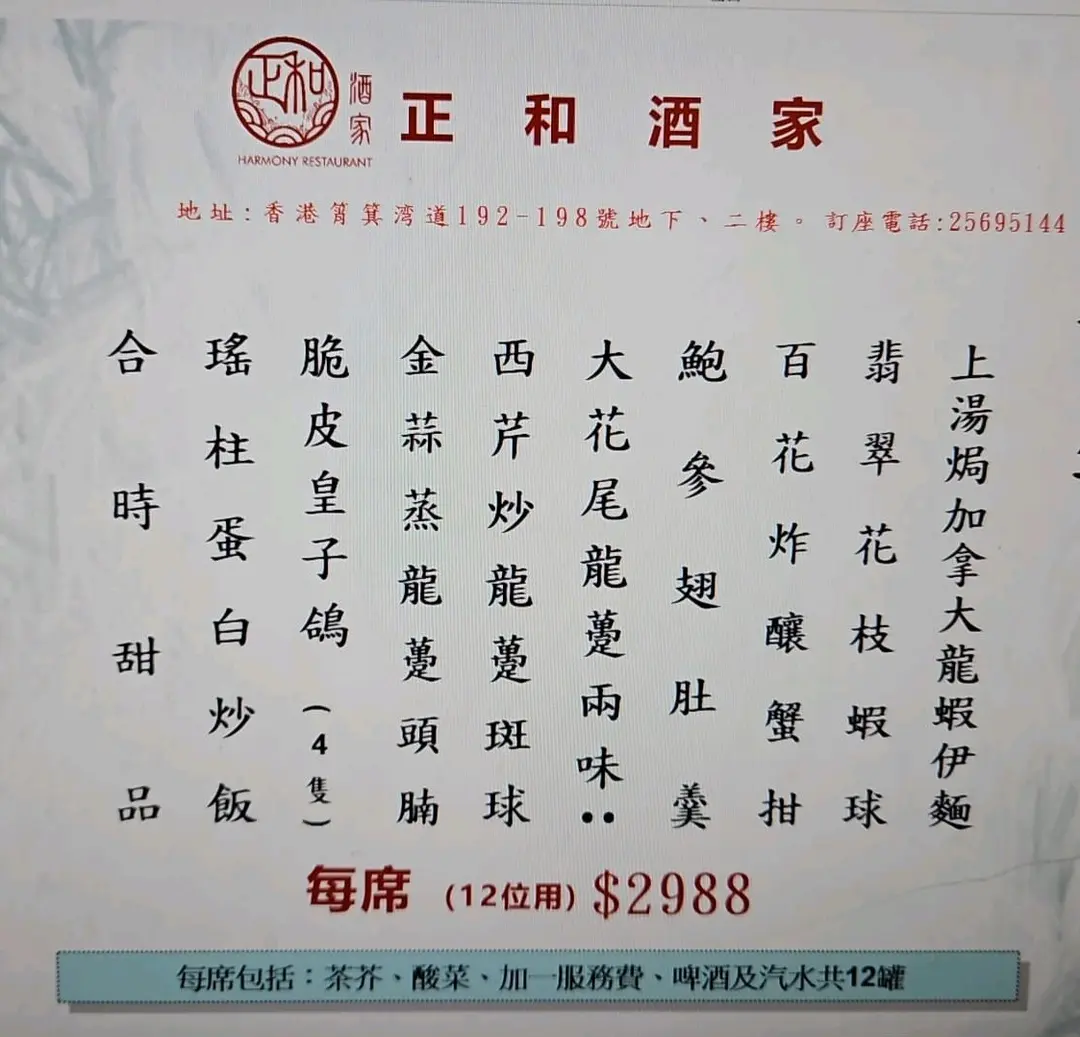 正和
酒家
HARMONY RESTAURANT
正和酒家
地址:香港筲箕湾道192-198號地下、二樓。訂座電話:25695144
上湯焗加拿大龍蝦伊麵
翡翠花枝蝦球
百花炸釀蟹拑
鮑參翅肚羹
大花尾龍躉兩味:
西芹炒龍躉斑球
金蒜蒸龍躉頭腩
脆皮皇子鴿(4隻)
瑤柱蛋白炒飯
合時甜品
每席(12位用)$2988
每席包括:茶芥、酸菜、加一服務費、啤酒及汽水共12罐